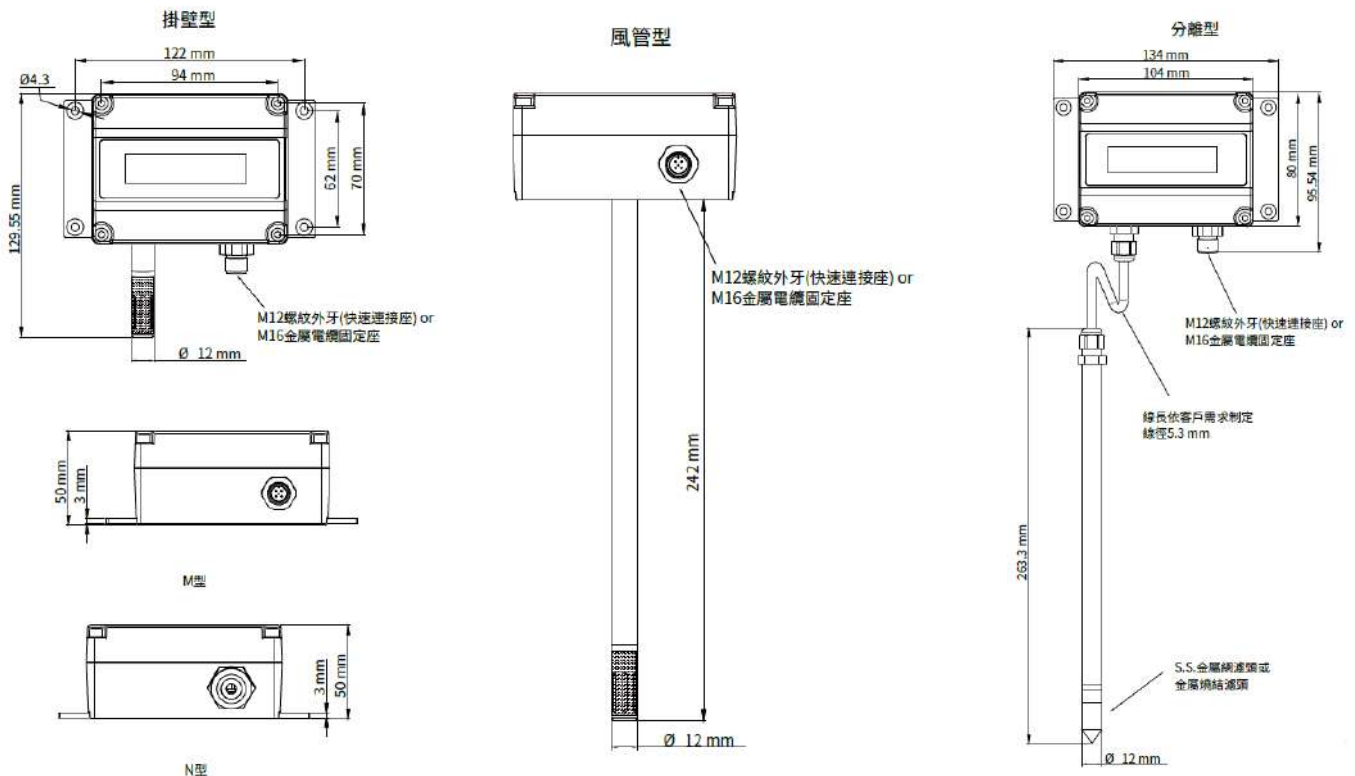 掛壁型
122 mm
94 mm
Ø4.3
129.55 mm
62 mm
70 mm
M12螺紋外牙(快速連接座) or
M16金屬電纜固定座
Ø 12 mm
50 mm
3 mm
M型
3 mm
50 mm
N型
風管型
M12螺紋外牙(快速連接座) or
M16金屬電纜固定座
242 mm
Ø 12 mm
分離型
134 mm
104 mm
80 mm
95.54 mm
M12螺紋外牙(快速連接座) or
M16金屬電纜固定座
線長依客戶需求制定
線徑5.3 mm
263.3 mm
S.S.金屬網濾頭或
金屬燒結濾頭
Ø 12 mm